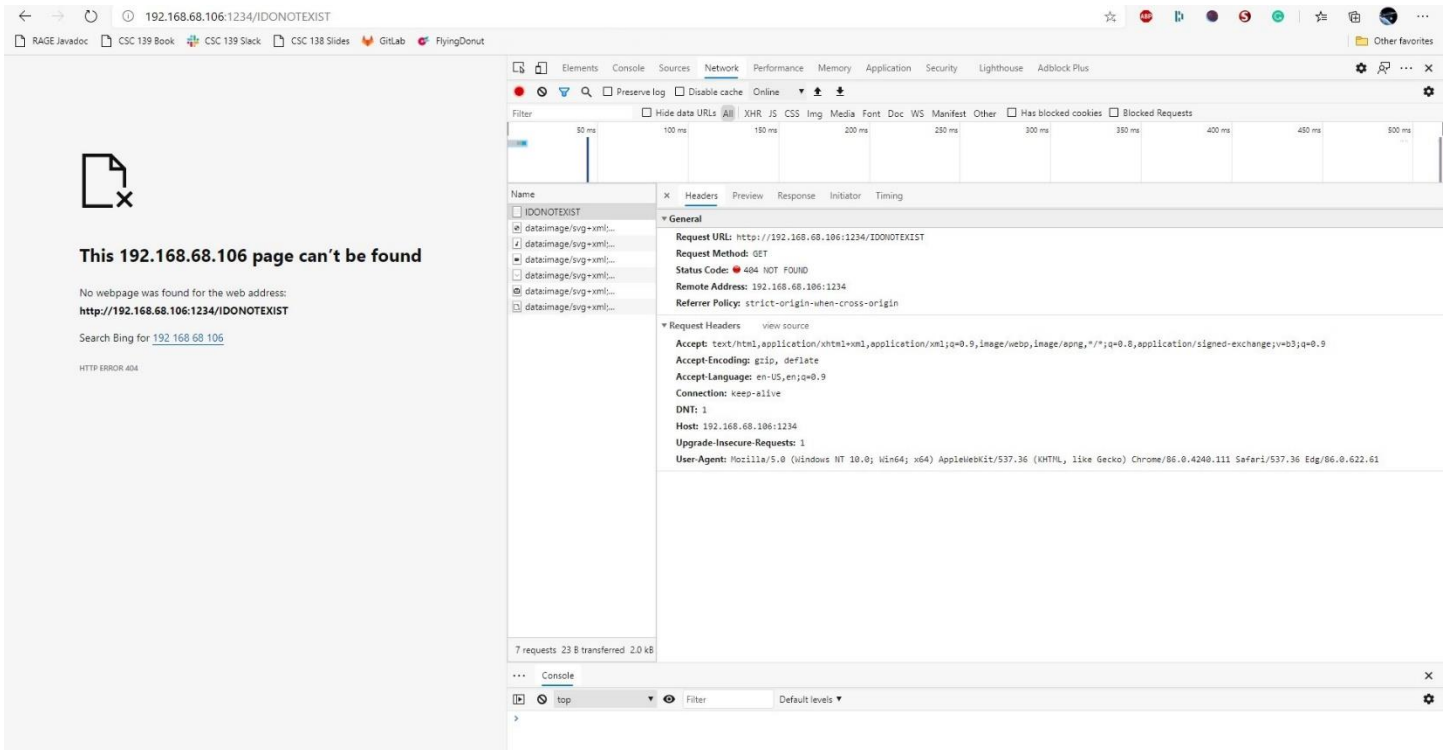 192.168.68.106:1234/IDONOTEXIST
RAGE Javadoc CSC 139 Book CSC 139 Slack CSC 138 Slides GitLab FlyingDonut Other favorites
Elements Console Sources Network Performance Memory Application Security Lighthouse Adblock Plus
Preserve log Disable cache Online
Filter Hide data URLs All XHR JS CSS Img Media Font Doc WS Manifest Other Has blocked cookies Blocked Requests
50 ms 100 ms 150 ms 200 ms 250 ms 300 ms 350 ms 400 ms 450 ms 500 ms
This 192.168.68.106 page can't be found
No webpage was found for the web address:
http://192.168.68.106:1234/IDONOTEXIST
Search Bing for 192 168 68 106
HTTP ERROR 404
Name
IDONOTEXIST
data:image/svg+xml;...
data:image/svg+xml;...
data:image/svg+xml;...
data:image/svg+xml;...
data:image/svg+xml;...
data:image/svg+xml;...
7 requests 23 B transferred 2.0 kB
Headers Preview Response Initiator Timing
General
Request URL: http://192.168.68.106:1234/IDONOTEXIST
Request Method: GET
Status Code: 404 NOT FOUND
Remote Address: 192.168.68.106:1234
Referrer Policy: strict-origin-when-cross-origin
Request Headers view source
Accept: text/html,application/xhtml+xml,application/xml;q=0.9,image/webp,image/apng,*/*;q=0.8,application/signed-exchange;v=b3;q=0.9
Accept-Encoding: gzip, deflate
Accept-Language: en-US,en;q=0.9
Connection: keep-alive
DNT: 1
Host: 192.168.68.106:1234
Upgrade-Insecure-Requests: 1
User-Agent: Mozilla/5.0 (Windows NT 10.0; Win64; x64) AppleWebKit/537.36 (KHTML, like Gecko) Chrome/86.0.4240.111 Safari/537.36 Edg/86.0.622.61
Console
top Filter Default levels